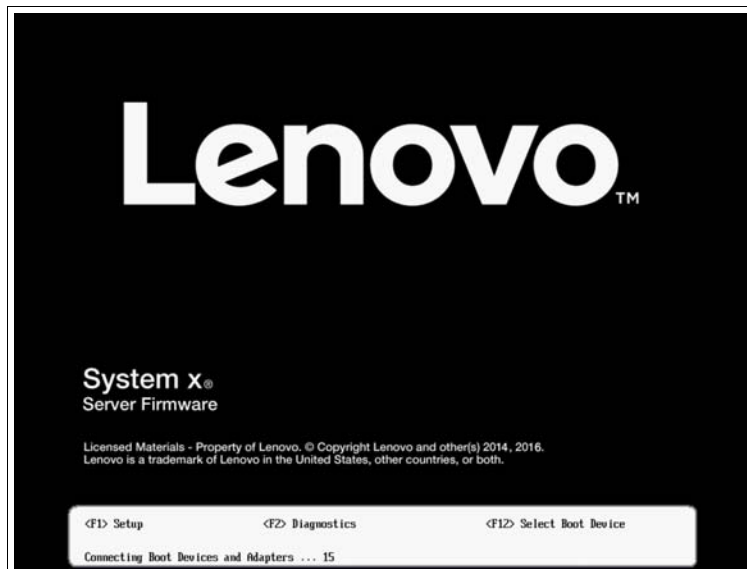 Lenovo™
System x®
Server Firmware
Licensed Materials - Property of Lenovo. © Copyright Lenovo and other(s) 2014, 2016.
Lenovo is a trademark of Lenovo in the United States, other countries, or both.
<F1> Setup <F2> Diagnostics <F12> Select Boot Device
Connecting Boot Devices and Adapters ... 15